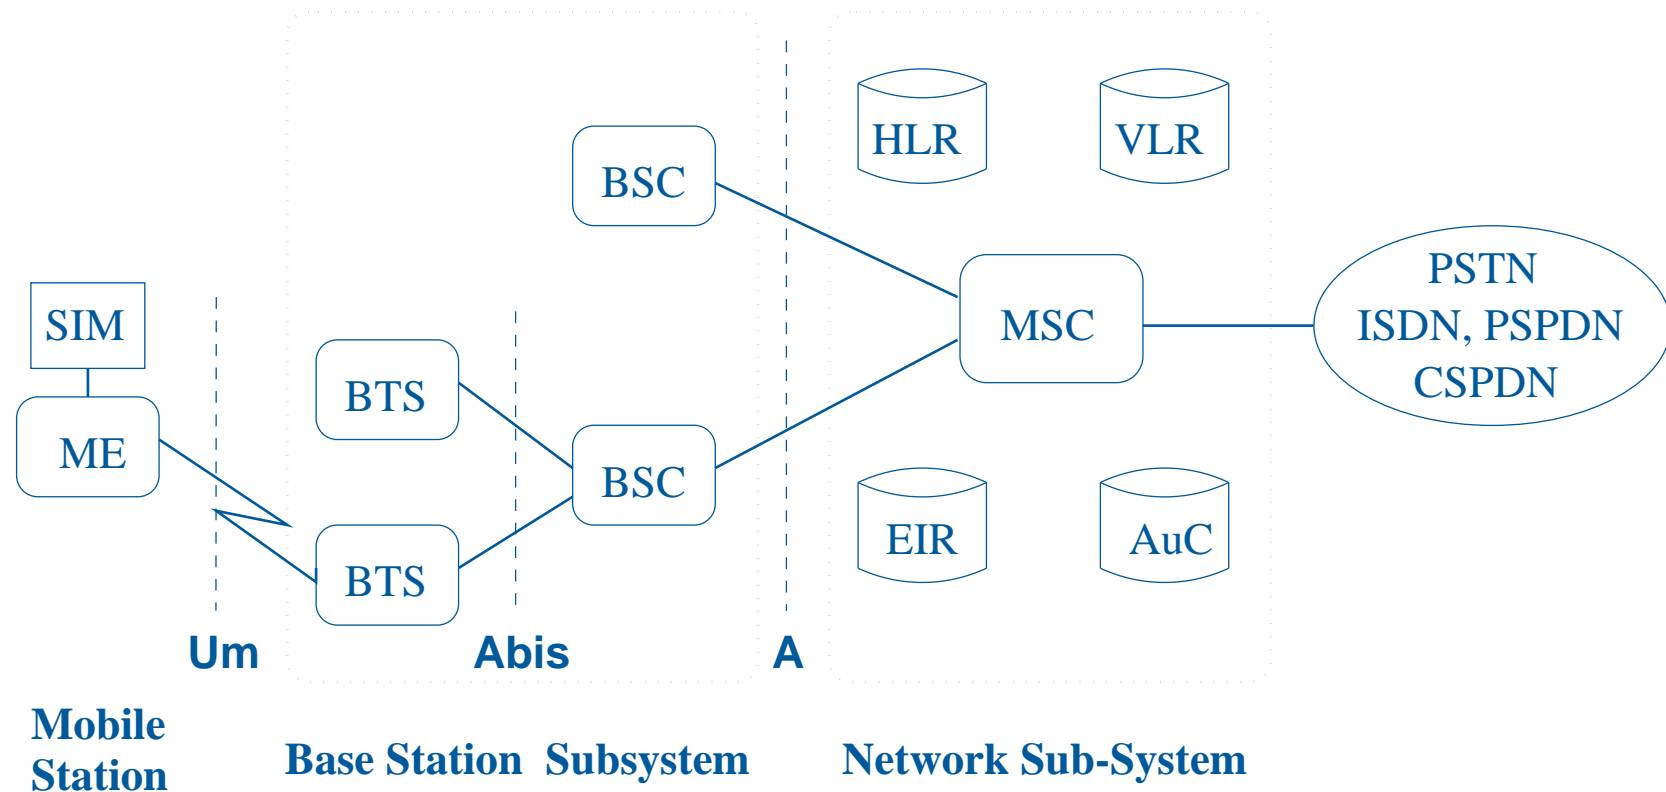 HLR
VLR
BSC
MSC
PSTN
ISDN, PSPDN
CSPDN
SIM
ME
BTS
BSC
BTS
EIR
AuC
Um
Abis
A
Mobile
Station
Base Station Subsystem
Network Sub-System